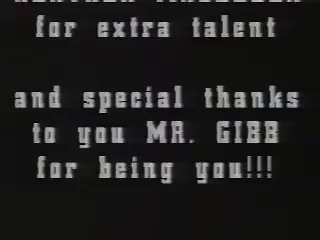 for extra talent
and special thanks
to you MR. GIBB
for being you!!!